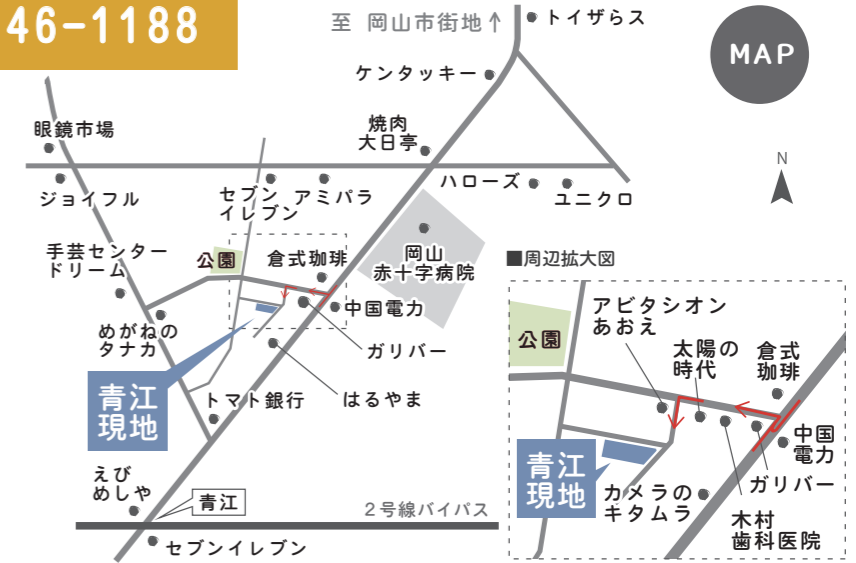 46-1188
至 岡山市街地↑
トイザらス
MAP
ケンタッキー
焼肉
大日亭
眼鏡市場
N
ジョイフル
セブン
イレブン
アミパラ
ハローズ
ユニクロ
手芸センター
ドリーム
公園
倉式珈琲
岡山
赤十字病院
中国電力
めがねの
タナカ
ガリバー
青江
現地
トマト銀行
はるやま
えび
めしや
青江
2号線バイパス
セブンイレブン
■周辺拡大図
アビタシオン
あおえ
公園
太陽の
時代
倉式
珈琲
中国
電力
青江
現地
カメラの
キタムラ
ガリバー
木村
歯科医院